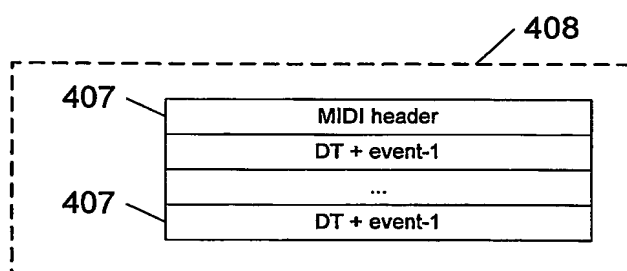 408
407
MIDI header
DT + event-1
...
407
DT + event-1